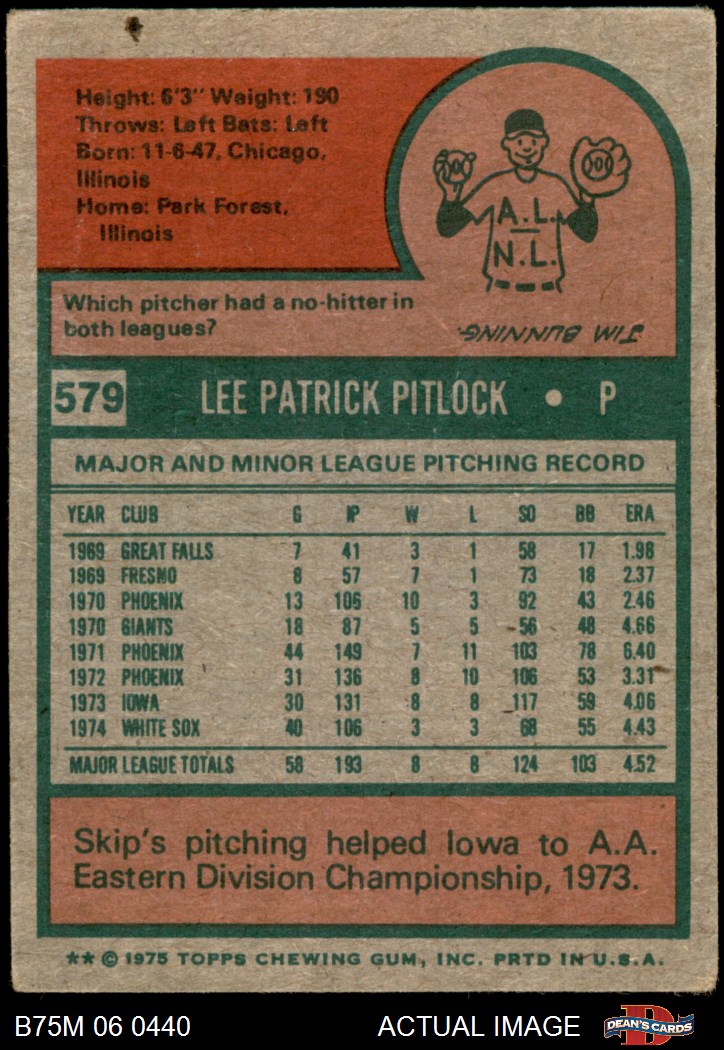 Height: 6'3" Weight: 190
Throws: Left Bats: Left
Born: 11-6-47, Chicago,
Illinois
Home: Park Forest,
Illinois
A.L.
N.L.
Which pitcher had a no-hitter in
both leagues?
JIM BUNNING.
579 LEE PATRICK PITLOCK • P
MAJOR AND MINOR LEAGUE PITCHING RECORD
YEAR CLUB G IP W L SO BB ERA
1969 GREAT FALLS 7 41 3 1 58 17 1.98
1969 FRESNO 8 57 7 1 73 18 2.37
1970 PHOENIX 13 106 10 3 92 43 2.46
1970 GIANTS 18 87 5 5 56 48 4.66
1971 PHOENIX 44 149 7 11 103 78 6.40
1972 PHOENIX 31 136 8 10 106 53 3.31
1973 IOWA 30 131 8 8 117 59 4.06
1974 WHITE SOX 40 106 3 3 68 55 4.43
MAJOR LEAGUE TOTALS 58 193 8 8 124 103 4.52
Skip's pitching helped Iowa to A.A.
Eastern Division Championship, 1973.
** © 1975 TOPPS CHEWING GUM, INC. PRTD IN U.S.A.
B75M 06 0440 ACTUAL IMAGE D DEAN'S CARDS